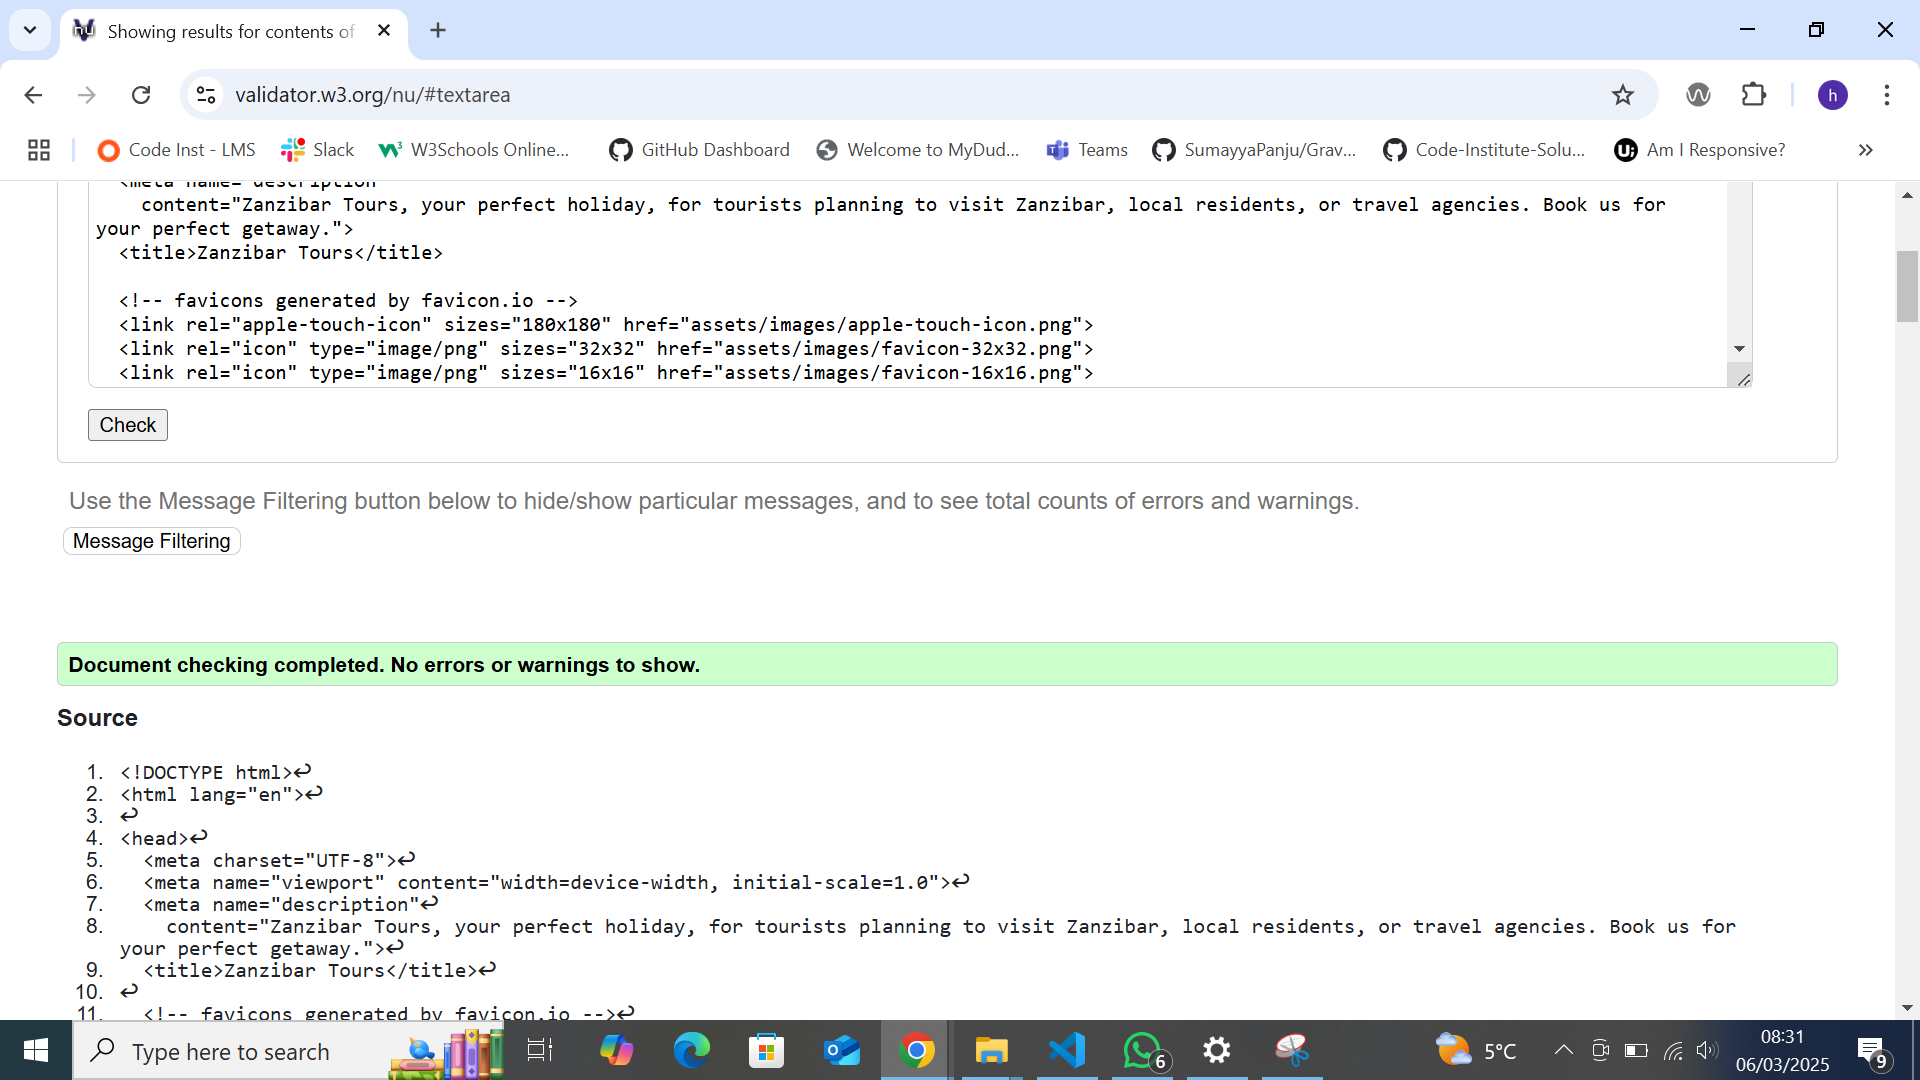 Showing results for contents of
validator.w3.org/nu/#textarea
h
Code Inst - LMS
Slack
W3Schools Online...
GitHub Dashboard
Welcome to MyDud...
Teams
SumayyaPanju/Grav...
Code-Institute-Solu...
Am I Responsive?
<meta name="description"
content="Zanzibar Tours, your perfect holiday, for tourists planning to visit Zanzibar, local residents, or travel agencies. Book us for
your perfect getaway.">
<title>Zanzibar Tours</title>
<!-- favicons generated by favicon.io -->
<link rel="apple-touch-icon" sizes="180x180" href="assets/images/apple-touch-icon.png">
<link rel="icon" type="image/png" sizes="32x32" href="assets/images/favicon-32x32.png">
<link rel="icon" type="image/png" sizes="16x16" href="assets/images/favicon-16x16.png">
Check
Use the Message Filtering button below to hide/show particular messages, and to see total counts of errors and warnings.
Message Filtering
Document checking completed. No errors or warnings to show.
Source
1. <!DOCTYPE html>↩
2. <html lang="en">↩
3. ↩
4. <head>↩
5. <meta charset="UTF-8">↩
6. <meta name="viewport" content="width=device-width, initial-scale=1.0">↩
7. <meta name="description"↩
8. content="Zanzibar Tours, your perfect holiday, for tourists planning to visit Zanzibar, local residents, or travel agencies. Book us for
your perfect getaway.">↩
9. <title>Zanzibar Tours</title>↩
10. ↩
11. <!-- favicons generated by favicon.io -->↩
Type here to search
6
5°C
08:31
06/03/2025
9